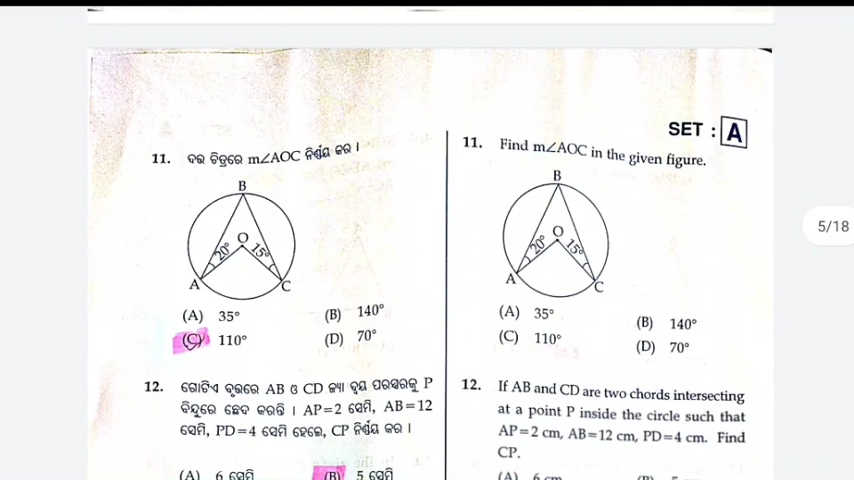 5/18
SET : A
11. ଦତ୍ତ ଚିତ୍ରରେ m∠AOC ନିର୍ଣ୍ଣୟ କର ।
B
O
20°
15°
A
C
(A) 35°
(B) 140°
(C) 110°
(D) 70°
12. ଗୋଟିଏ ବୃତ୍ତରେ AB ଓ CD ଜ୍ୟା ଦ୍ୱୟ ପରସ୍ପରକୁ P
ବିନ୍ଦୁରେ ଛେଦ କରନ୍ତି । AP=2 ସେମି, AB=12
ସେମି, PD=4 ସେମି ହେଲେ, CP ନିର୍ଣ୍ଣୟ କର ।
(A) 6 ସେମି
(B) 5 ସେମି
11. Find m∠AOC in the given figure.
B
O
20°
15°
A
C
(A) 35°
(B) 140°
(C) 110°
(D) 70°
12. If AB and CD are two chords intersecting
at a point P inside the circle such that
AP=2 cm, AB=12 cm, PD=4 cm. Find
CP.
(A) 6 cm